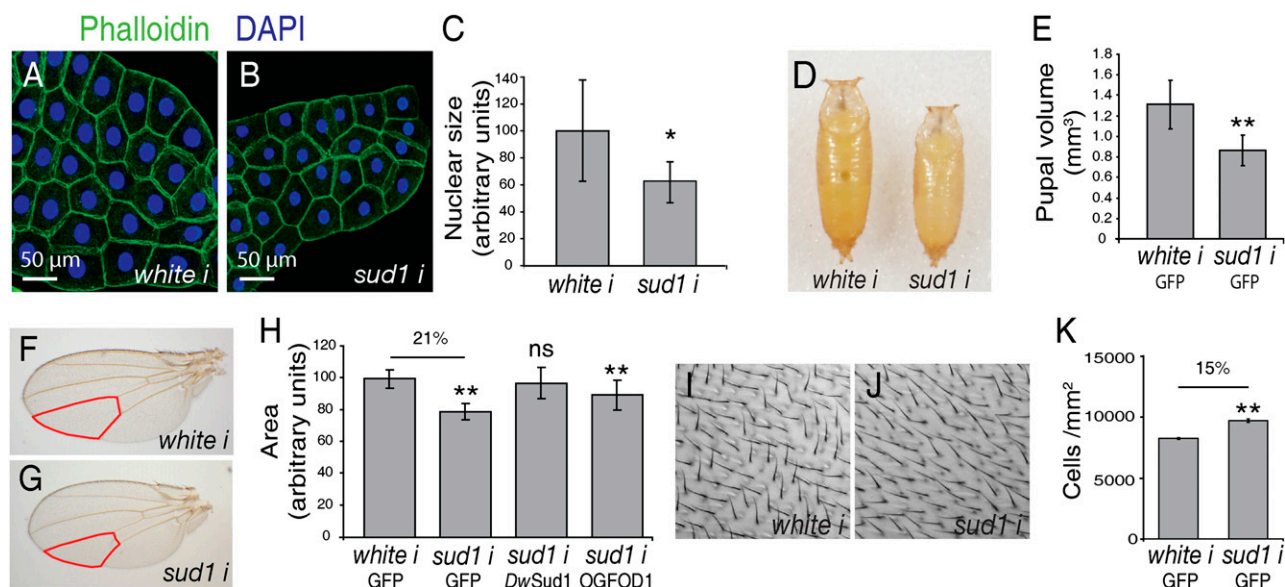 Phalloidin DAPI
A
50 µm
white i
B
50 µm
sud1 i
C
Nuclear size
(arbitrary units)
140
120
100
80
60
40
20
0
*
white i
sud1 i
D
white i
sud1 i
E
Pupal volume
(mm³)
1.8
1.6
1.4
1.2
1
0.8
0.6
0.4
0.2
0
**
white i
GFP
sud1 i
GFP
F
white i
G
sud1 i
H
Area
(arbitrary units)
120
100
80
60
40
20
0
21%
**
ns
**
white i
GFP
sud1 i
GFP
sud1 i
DwSud1
sud1 i
OGFOD1
I
white i
J
sud1 i
K
Cells /mm²
15000
10000
5000
0
15%
**
white i
GFP
sud1 i
GFP